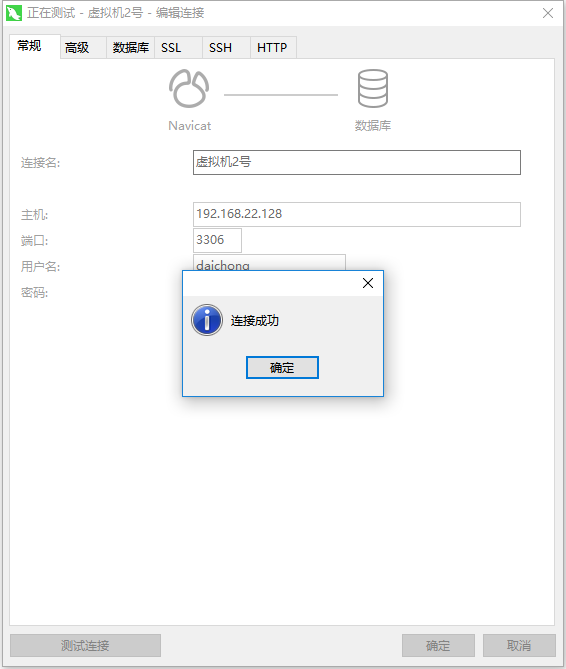 正在测试 - 虚拟机2号 - 编辑连接
常规 高级 数据库 SSL SSH HTTP
Navicat 数据库
连接名: 虚拟机2号
主机: 192.168.22.128
端口: 3306
用户名: daichong
密码:
连接成功
确定
测试连接 确定 取消